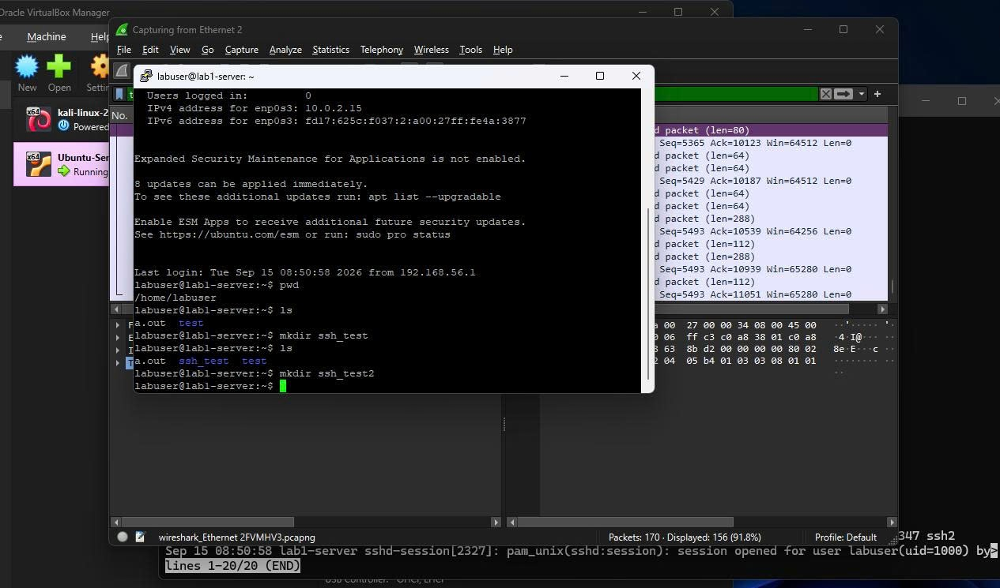 Oracle VirtualBox Manager
Machine
Help
New
Open
kali-linux-2
Powered
Ubuntu-Ser
Running
Capturing from Ethernet 2
File Edit View Go Capture Analyze Statistics Telephony Wireless Tools Help
No.
labuser@lab1-server: ~
Users logged in: 0
IPv4 address for enp0s3: 10.0.2.15
IPv6 address for enp0s3: fd17:625c:f037:2:a00:27ff:fe4a:3877
Expanded Security Maintenance for Applications is not enabled.
8 updates can be applied immediately.
To see these additional updates run: apt list --upgradable
Enable ESM Apps to receive additional future security updates.
See https://ubuntu.com/esm or run: sudo pro status
Last login: Tue Sep 15 08:50:58 2026 from 192.168.56.1
labuser@lab1-server:~$ pwd
/home/labuser
labuser@lab1-server:~$ ls
a.out test
labuser@lab1-server:~$ mkdir ssh_test
labuser@lab1-server:~$ ls
a.out ssh_test test
labuser@lab1-server:~$ mkdir ssh_test2
labuser@lab1-server:~$
d packet (len=80)
Seq=5365 Ack=10123 Win=64512 Len=0
d packet (len=64)
d packet (len=64)
Seq=5429 Ack=10187 Win=64512 Len=0
d packet (len=64)
d packet (len=64)
d packet (len=288)
Seq=5493 Ack=10539 Win=64256 Len=0
d packet (len=112)
d packet (len=288)
Seq=5493 Ack=10939 Win=65280 Len=0
d packet (len=112)
Seq=5493 Ack=11051 Win=65280 Len=0
00 27 00 00 34 08 00 45 00
06 ff c3 c0 a8 38 01 c0 a8
63 8b d2 00 00 00 00 80 02
04 05 b4 01 03 03 08 01 01
wireshark_Ethernet 2FVMHV3.pcapng
Packets: 170 · Displayed: 156 (91.8%)
Profile: Default
347 ssh2
Sep 15 08:50:58 lab1-server sshd-session[2327]: pam_unix(sshd:session): session opened for user labuser(uid=1000) by>
lines 1-20/20 (END)